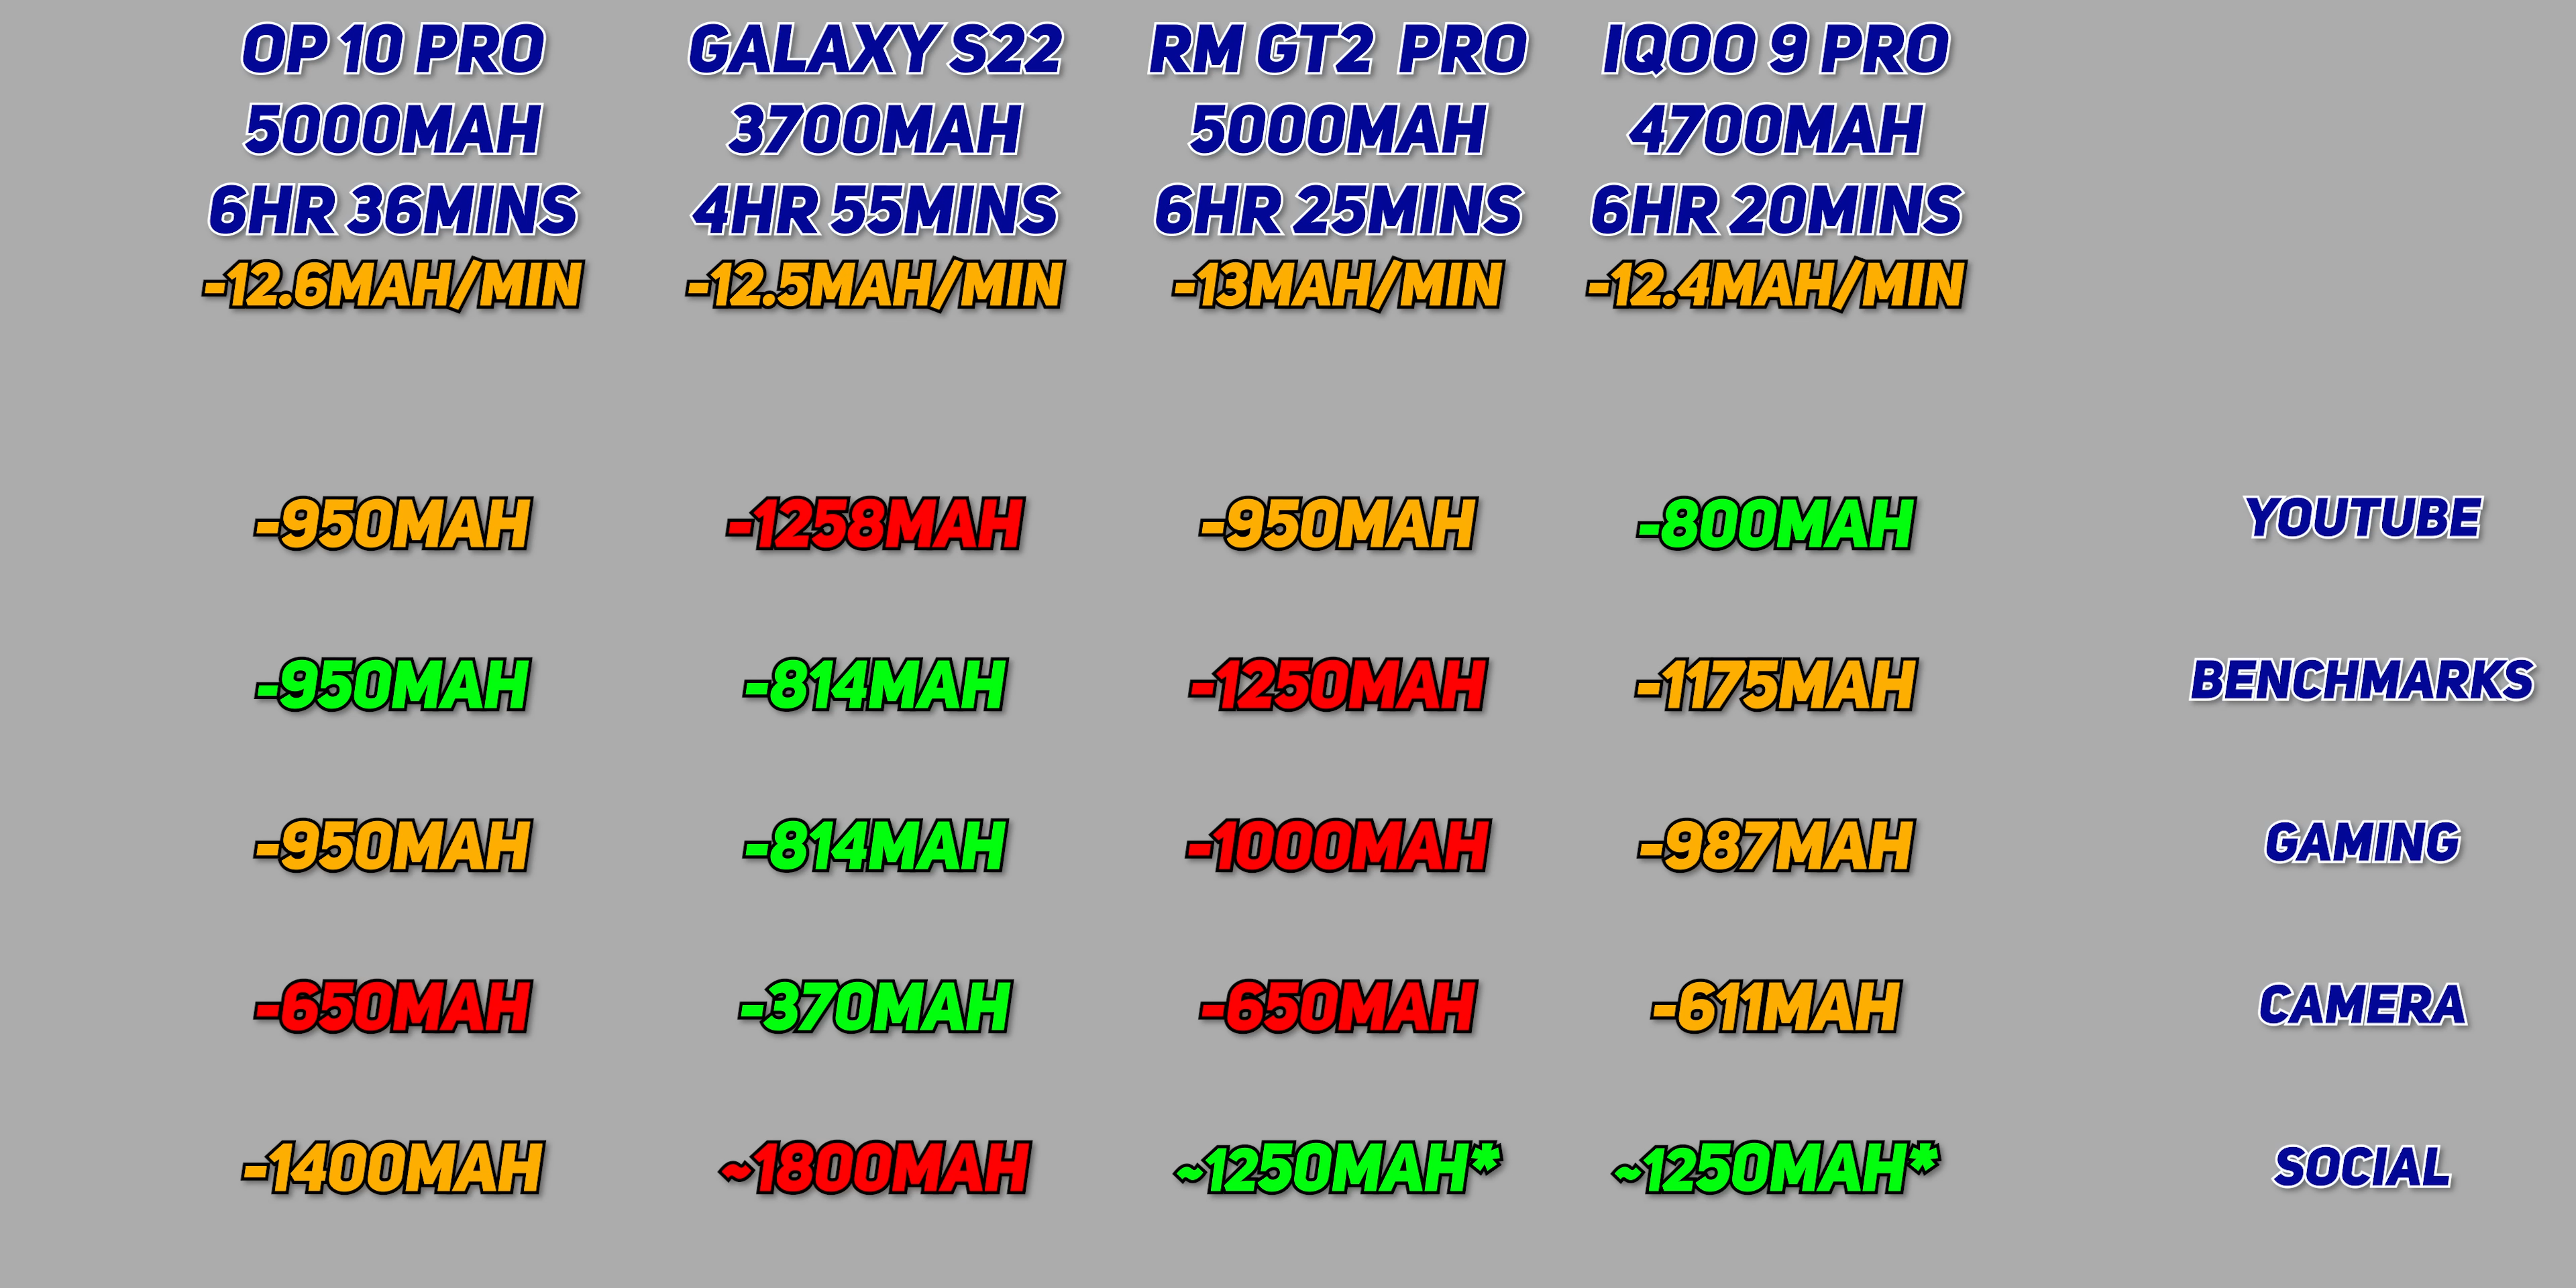 OP 10 PRO GALAXY S22 RM GT2 PRO IQOO 9 PRO
5000MAH 3700MAH 5000MAH 4700MAH
6HR 36MINS 4HR 55MINS 6HR 25MINS 6HR 20MINS
-12.6MAH/MIN -12.5MAH/MIN -13MAH/MIN -12.4MAH/MIN
-950MAH -1258MAH -950MAH -800MAH YOUTUBE
-950MAH -814MAH -1250MAH -1175MAH BENCHMARKS
-950MAH -814MAH -1000MAH -987MAH GAMING
-650MAH -370MAH -650MAH -611MAH CAMERA
-1400MAH ~1800MAH ~1250MAH* ~1250MAH* SOCIAL